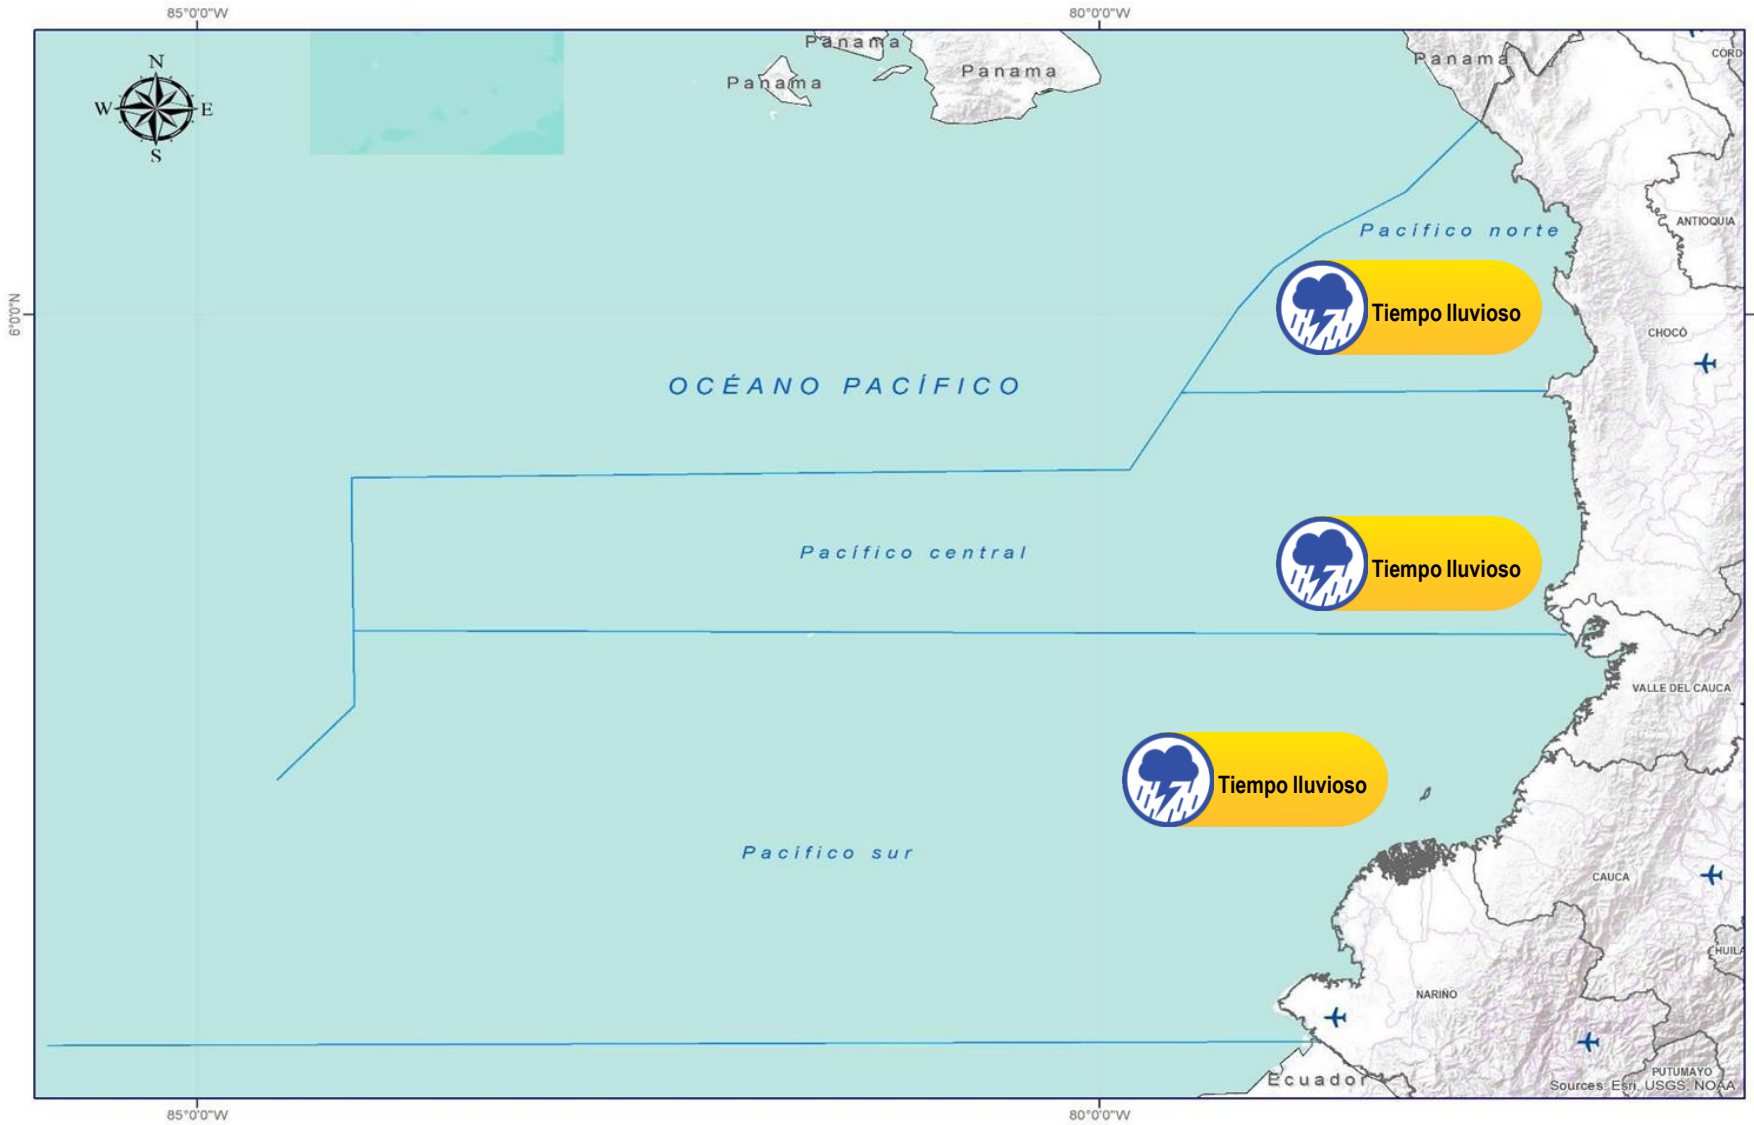 85°0'0"W
80°0'0"W
Panama
Panama
Panama
Panama
CÓRD
N
W
E
S
ANTIOQUIA
Pacífico norte
6°0'0"N
Tiempo lluvioso
CHOCÓ
OCÉANO PACÍFICO
Pacífico central
Tiempo lluvioso
VALLE DEL CAUCA
Tiempo lluvioso
Pacífico sur
CAUCA
HUILA
NARIÑO
PUTUMAYO
Ecuador
Sources: Esri, USGS, NOAA
85°0'0"W
80°0'0"W